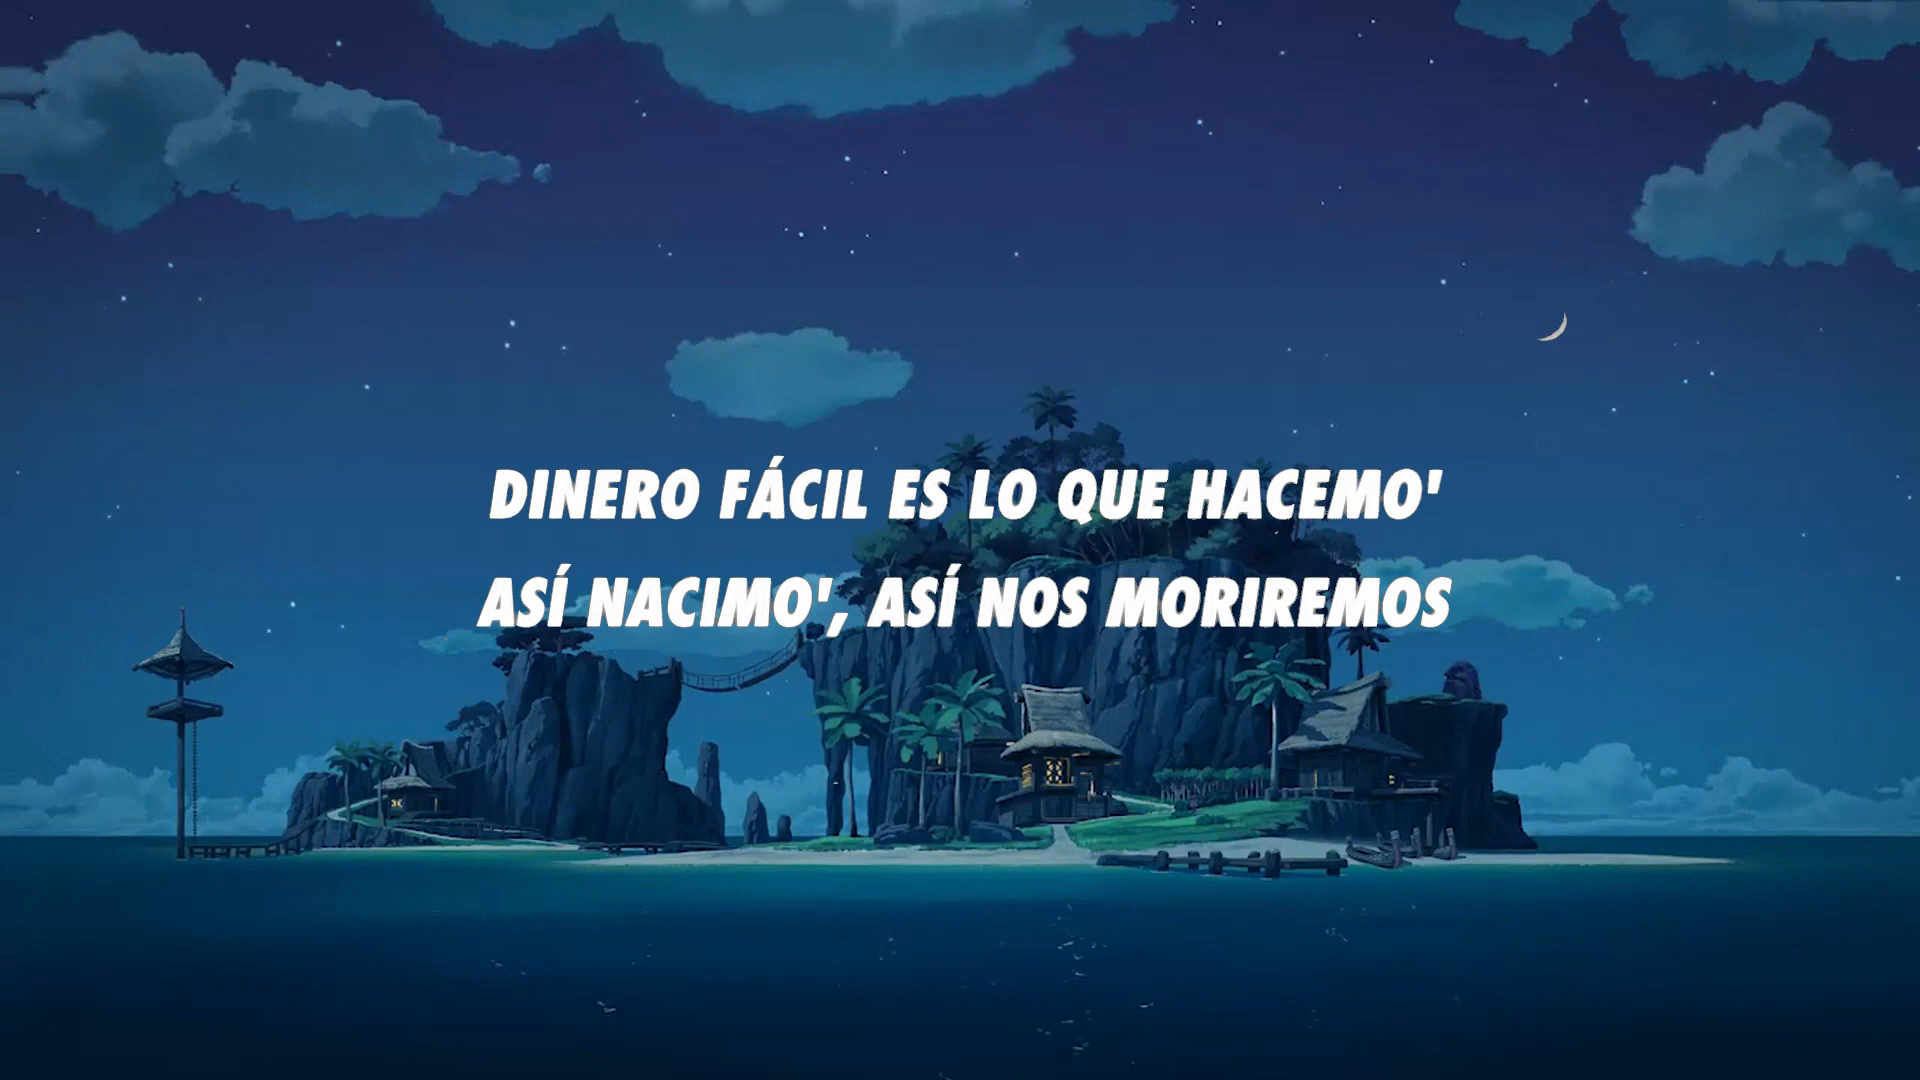 DINERO FÁCIL ES LO QUE HACEMO'
ASÍ NACIMO', ASÍ NOS MORIREMOS